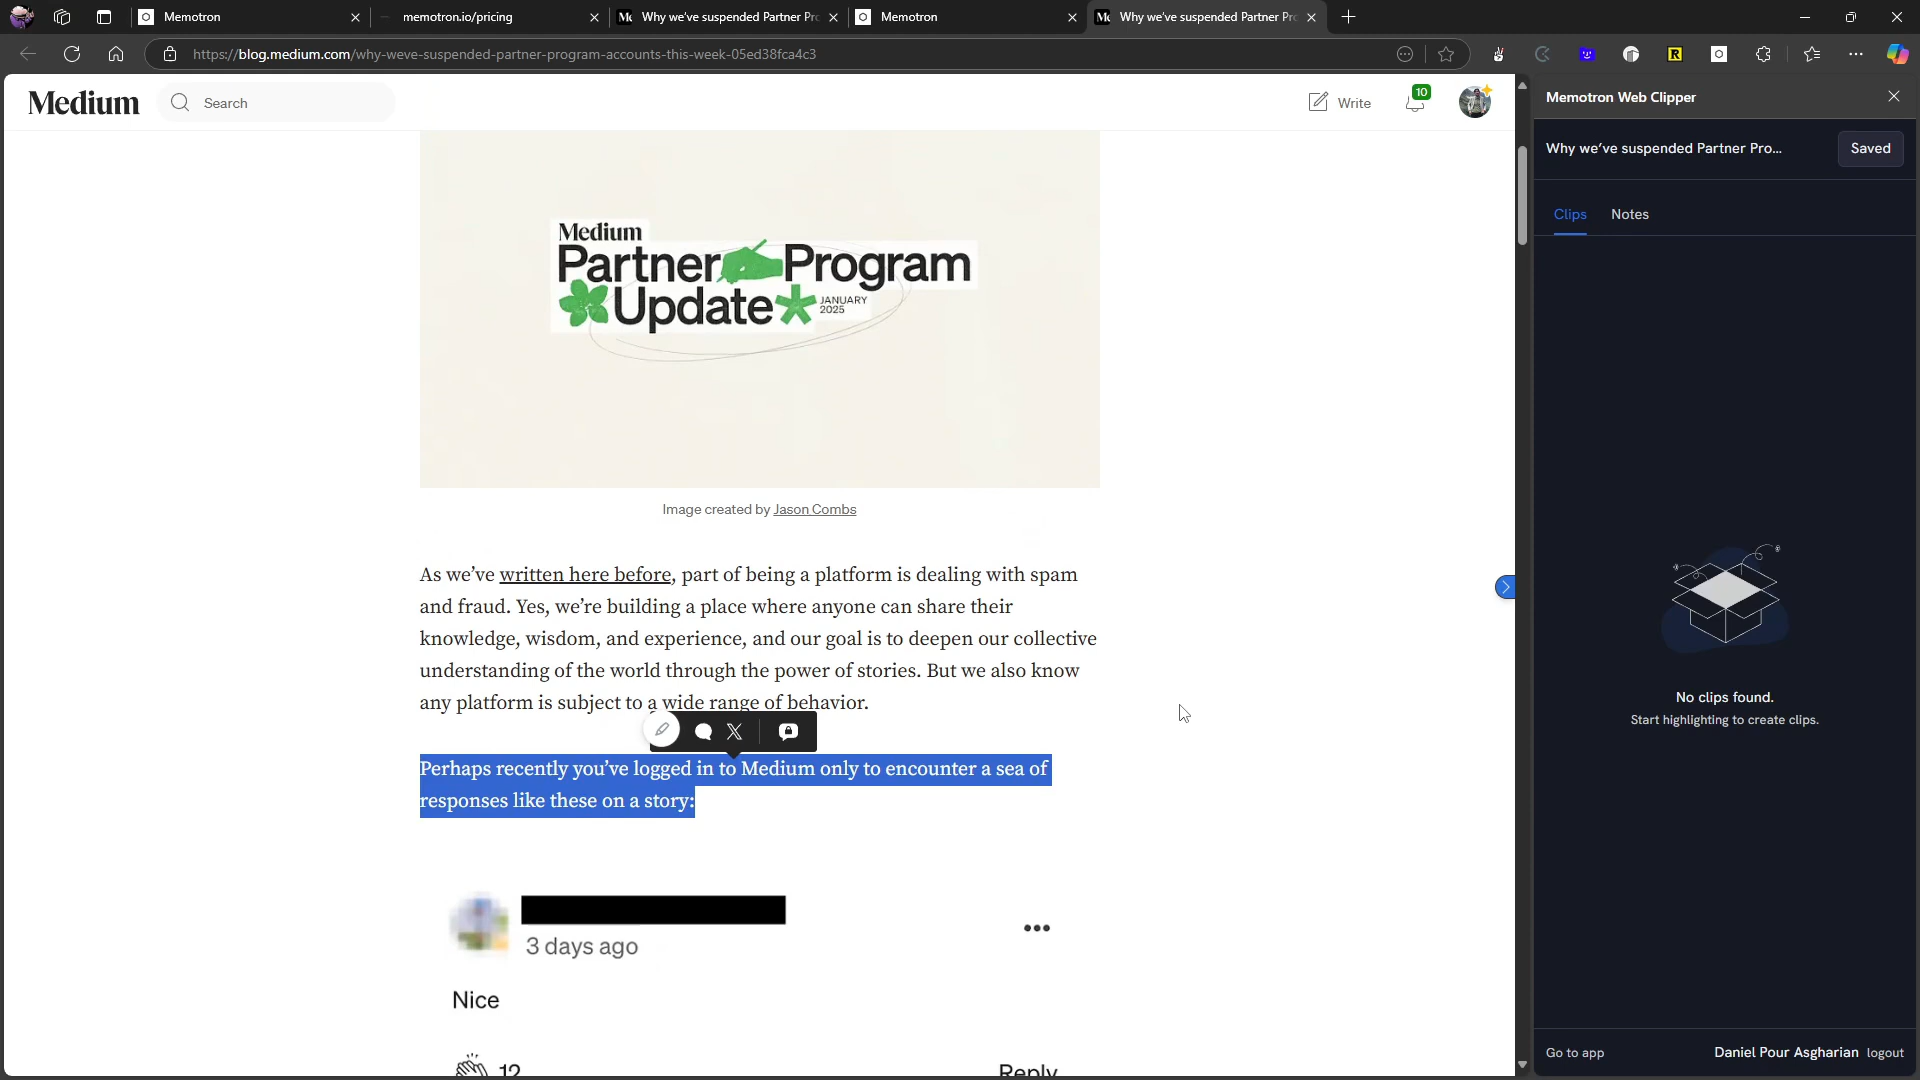 Memotron
memotron.io/pricing
Why we've suspended Partner Pr
Memotron
Why we've suspended Partner Pr
https://blog.medium.com/why-weve-suspended-partner-program-accounts-this-week-05ed38fca4c3
Medium
Search
Write
10
Medium
Partner Program
Update
JANUARY
2025
Image created by Jason Combs
As we've written here before, part of being a platform is dealing with spam
and fraud. Yes, we're building a place where anyone can share their
knowledge, wisdom, and experience, and our goal is to deepen our collective
understanding of the world through the power of stories. But we also know
any platform is subject to a wide range of behavior.
Perhaps recently you've logged in to Medium only to encounter a sea of
responses like these on a story:
3 days ago
Nice
12
Reply
Memotron Web Clipper
Why we've suspended Partner Pro...
Saved
Clips
Notes
No clips found.
Start highlighting to create clips.
Go to app
Daniel Pour Asgharian logout